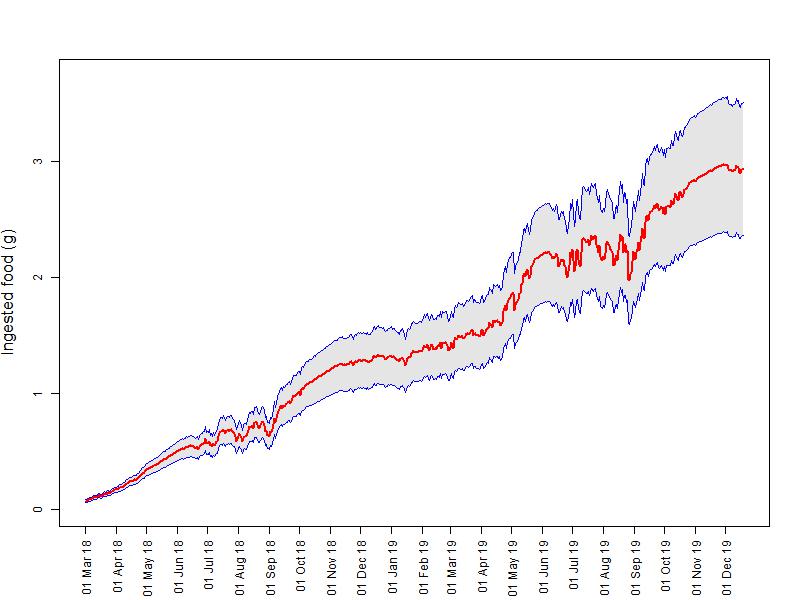 Ingested food (g)
3
2
1
0
01 Mar 18
01 Apr 18
01 May 18
01 Jun 18
01 Jul 18
01 Aug 18
01 Sep 18
01 Oct 18
01 Nov 18
01 Dec 18
01 Jan 19
01 Feb 19
01 Mar 19
01 Apr 19
01 May 19
01 Jun 19
01 Jul 19
01 Aug 19
01 Sep 19
01 Oct 19
01 Nov 19
01 Dec 19